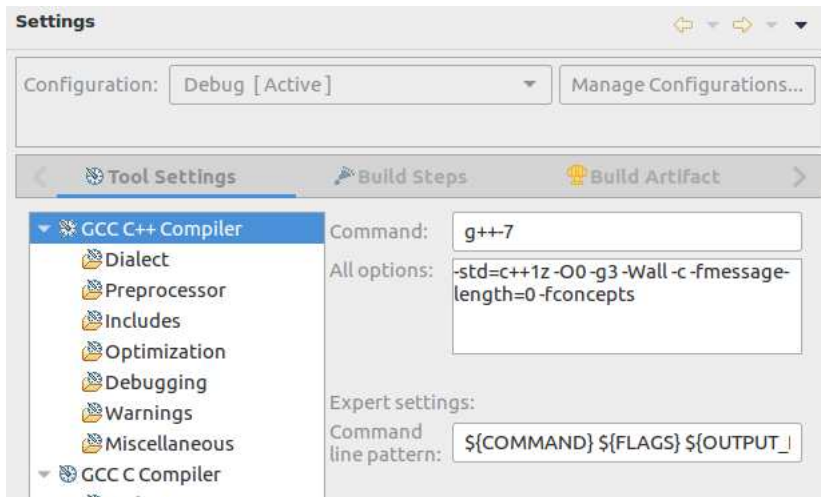 Settings
Configuration: Debug [Active] Manage Configurations...
Tool Settings Build Steps Build Artifact
GCC C++ Compiler
Command: g++-7
Dialect
All options: -std=c++1z -O0 -g3 -Wall -c -fmessage-
Preprocessor
length=0 -fconcepts
Includes
Optimization
Debugging
Warnings
Expert settings:
Miscellaneous
Command
line pattern: ${COMMAND} ${FLAGS} ${OUTPUT_
GCC C Compiler